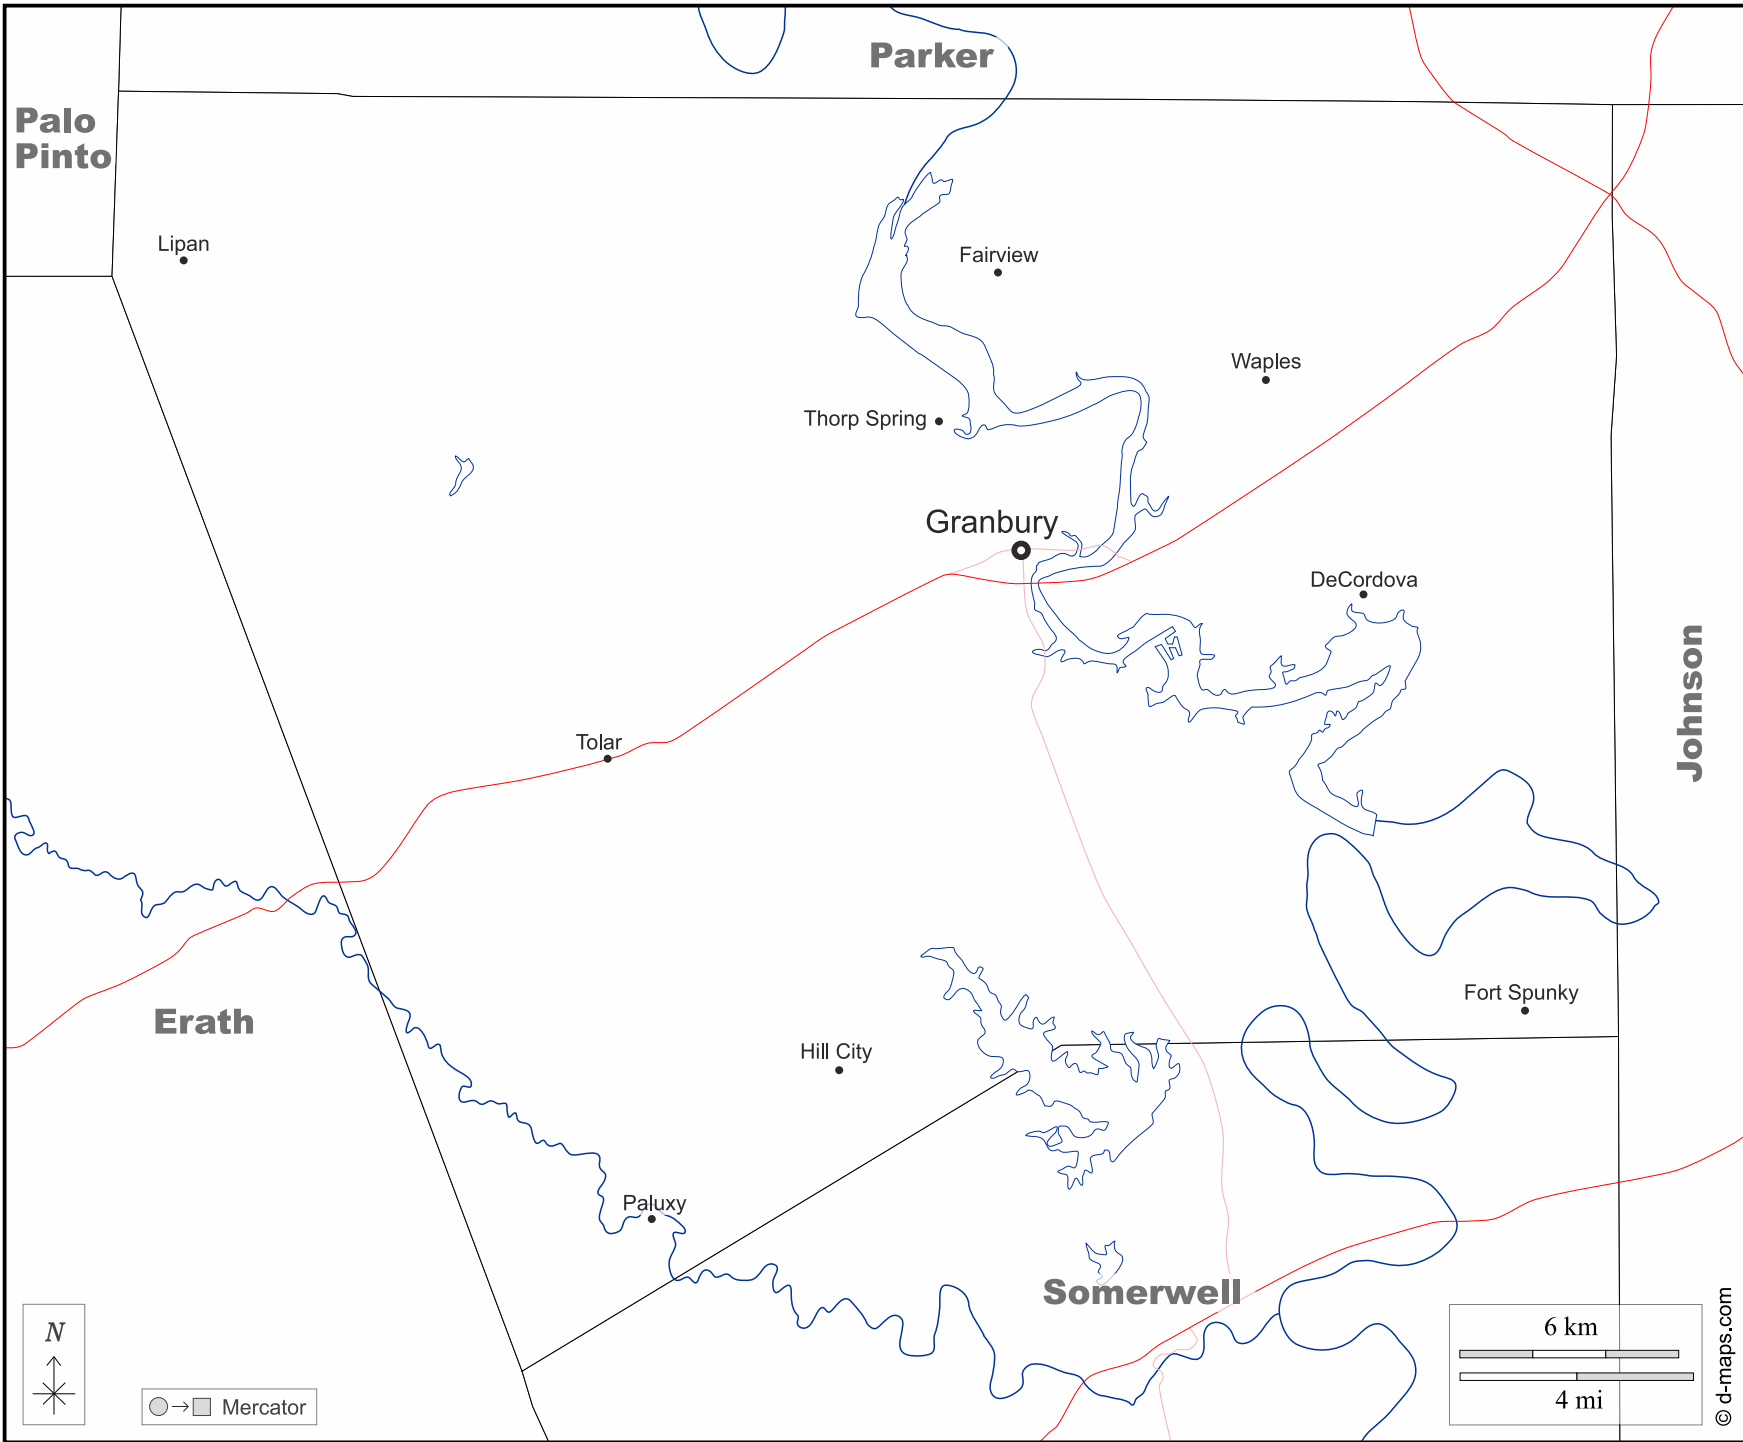 Parker
Palo
Pinto
Lipan
Fairview
Waples
Thorp Spring
Granbury
DeCordova
Johnson
Tolar
Fort Spunky
Erath
Hill City
Paluxy
Somerwell
N
Mercator
6 km
4 mi
© d-maps.com